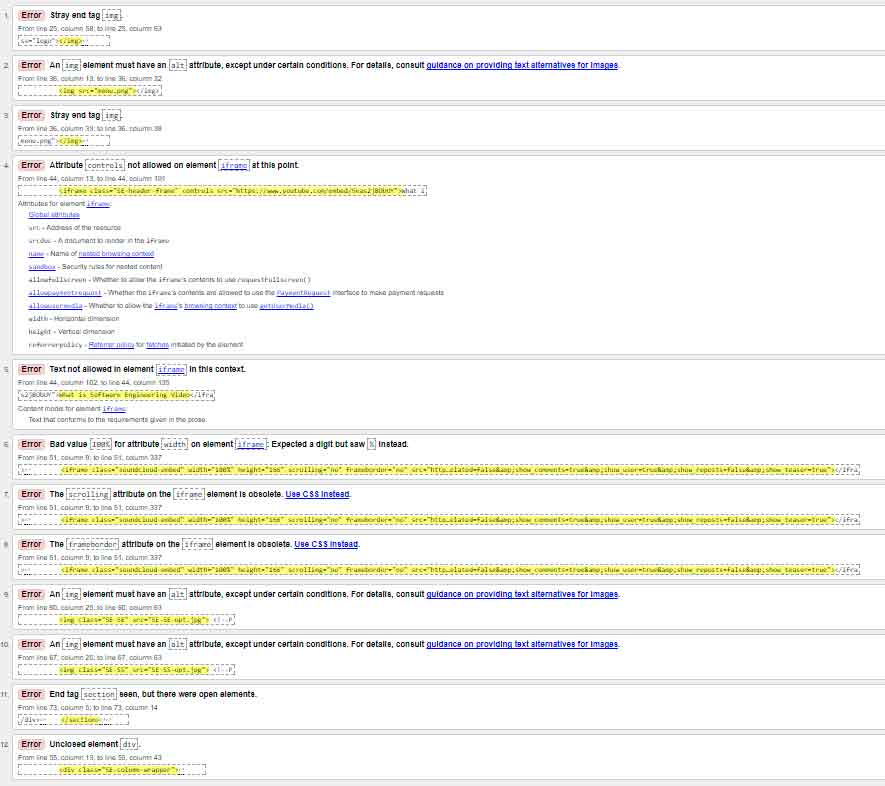 1. Error Stray end tag img.
From line 25, column 58; to line 25, column 63
ss="logo"></img>↩
2. Error An img element must have an alt attribute, except under certain conditions. For details, consult guidance on providing text alternatives for images.
From line 36, column 13; to line 36, column 32
<img src="menu.png"></img>
3. Error Stray end tag img.
From line 36, column 33; to line 36, column 38
menu.png"></img>↩
4. Error Attribute controls not allowed on element iframe at this point.
From line 44, column 13; to line 44, column 101
<iframe class="SE-header-frame" controls src="https://www.youtube.com/embed/
Attributes for element iframe:
Global attributes
src - Address of the resource
srcdoc - A document to render in the iframe
name - Name of nested browsing context
sandbox - Security rules for nested content
allowfullscreen - Whether to allow the iframe's contents to use requestFullscreen()
allowpaymentrequest - Whether the iframe's contents are allowed to use the PaymentRequest interface to make payment requests
allowusermedia - Whether to allow the iframe's browsing context to use getUserMedia()
width - Horizontal dimension
height - Vertical dimension
referrerpolicy - Referrer policy for fetches initiated by the element
5. Error Text not allowed in element iframe in this context.
From line 44, column 102; to line 44, column 135
What is Software Engineering Video</ifra
Content model for element iframe:
Text that conforms to the requirements given in the prose.
6. Error Bad value 100% for attribute width on element iframe: Expected a digit but saw % instead.
From line 51, column 9; to line 51, column 337
<iframe class="soundcloud-embed" width="100%" height="166" scrolling="no" frameborder="no" src="http…elated=false&amp;show_comments=true&amp;show_user=true&amp;show_reposts=false&amp;show_teaser=true"></ifra
7. Error The scrolling attribute on the iframe element is obsolete. Use CSS instead.
From line 51, column 9; to line 51, column 337
<iframe class="soundcloud-embed" width="100%" height="166" scrolling="no" frameborder="no" src="http…elated=false&amp;show_comments=true&amp;show_user=true&amp;show_reposts=false&amp;show_teaser=true"></ifra
8. Error The frameborder attribute on the iframe element is obsolete. Use CSS instead.
From line 51, column 9; to line 51, column 337
<iframe class="soundcloud-embed" width="100%" height="166" scrolling="no" frameborder="no" src="http…elated=false&amp;show_comments=true&amp;show_user=true&amp;show_reposts=false&amp;show_teaser=true"></ifra
9. Error An img element must have an alt attribute, except under certain conditions. For details, consult guidance on providing text alternatives for images.
From line 60, column 25; to line 60, column 63
<img class="SE-SE" src="SE-SE-opt.jpg"> <!--P
10. Error An img element must have an alt attribute, except under certain conditions. For details, consult guidance on providing text alternatives for images.
From line 67, column 25; to line 67, column 63
<img class="SE-SS" src="SE-SS-opt.jpg"> <!--P
11. Error End tag section seen, but there were open elements.
From line 73, column 5; to line 73, column 14
/div>↩ </section>↩
12. Error Unclosed element div.
From line 55, column 13; to line 55, column 43
<div class="SE-column-wrapper">↩